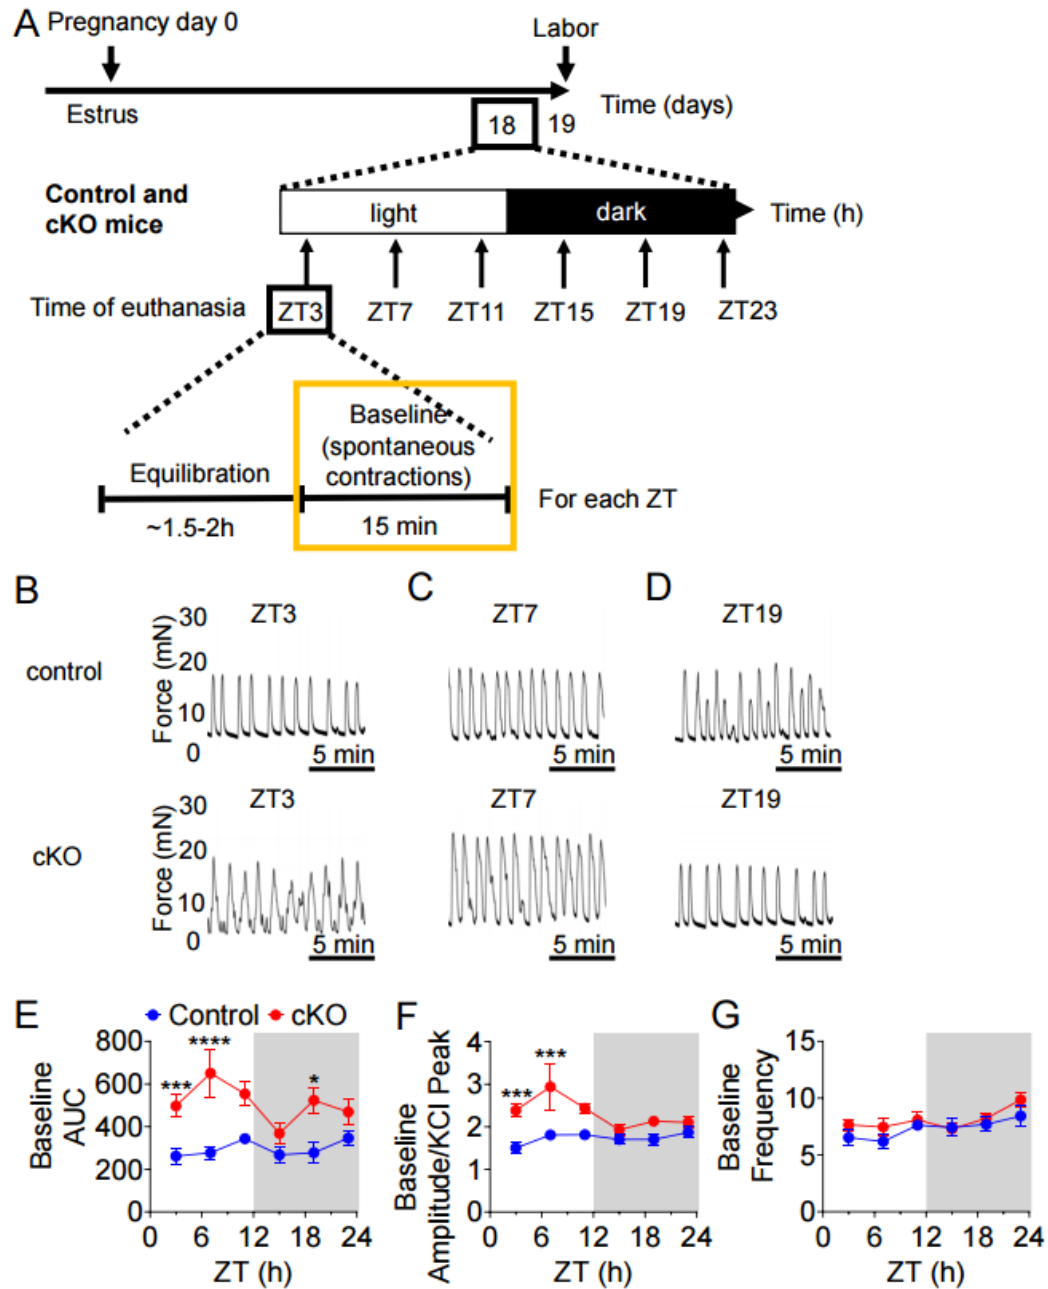 A
Pregnancy day 0
Labor
Estrus
Time (days)
18
19
Control and
cKO mice
light
dark
Time (h)
Time of euthanasia
ZT3
ZT7
ZT11
ZT15
ZT19
ZT23
Baseline
(spontaneous
contractions)
Equilibration
For each ZT
~1.5-2h
15 min
B
C
D
control
ZT3
ZT7
ZT19
Force (mN)
30
20
10
0
5 min
5 min
5 min
cKO
ZT3
ZT7
ZT19
Force (mN)
30
20
10
0
5 min
5 min
5 min
E
Control
cKO
Baseline
AUC
800
600
400
200
0
***
****
*
0
6
12
18
24
ZT (h)
F
Baseline
Amplitude/KCl Peak
4
3
2
1
0
***
***
0
6
12
18
24
ZT (h)
G
Baseline
Frequency
15
10
5
0
0
6
12
18
24
ZT (h)